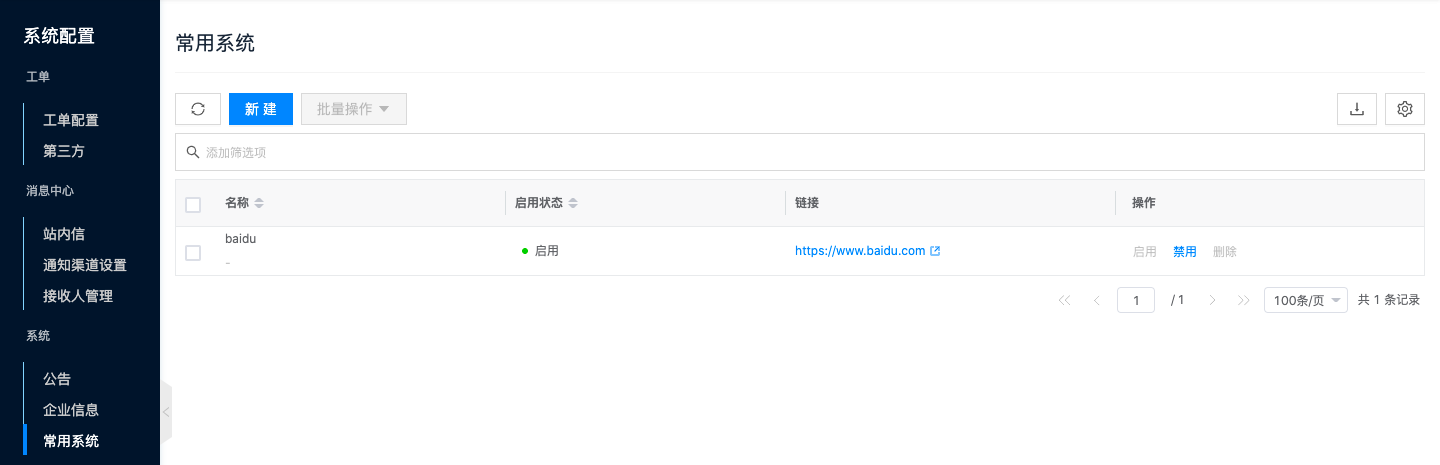 系统配置
工单
工单配置
第三方
消息中心
站内信
通知渠道设置
接收人管理
系统
公告
企业信息
常用系统
常用系统
新 建 批量操作
添加筛选项
名称 启用状态 链接 操作
baidu
-
启用 https://www.baidu.com 启用 禁用 删除
1 / 1 100条/页 共 1 条记录